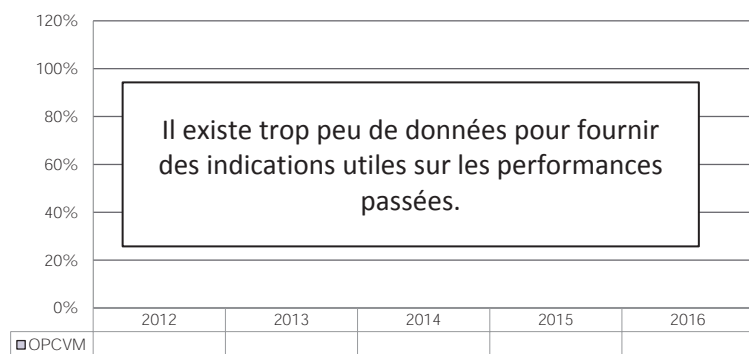 120%
100%
80%
60%
40%
20%
0%
Il existe trop peu de données pour fournir
des indications utiles sur les performances
passées.
2012 2013 2014 2015 2016
OPCVM